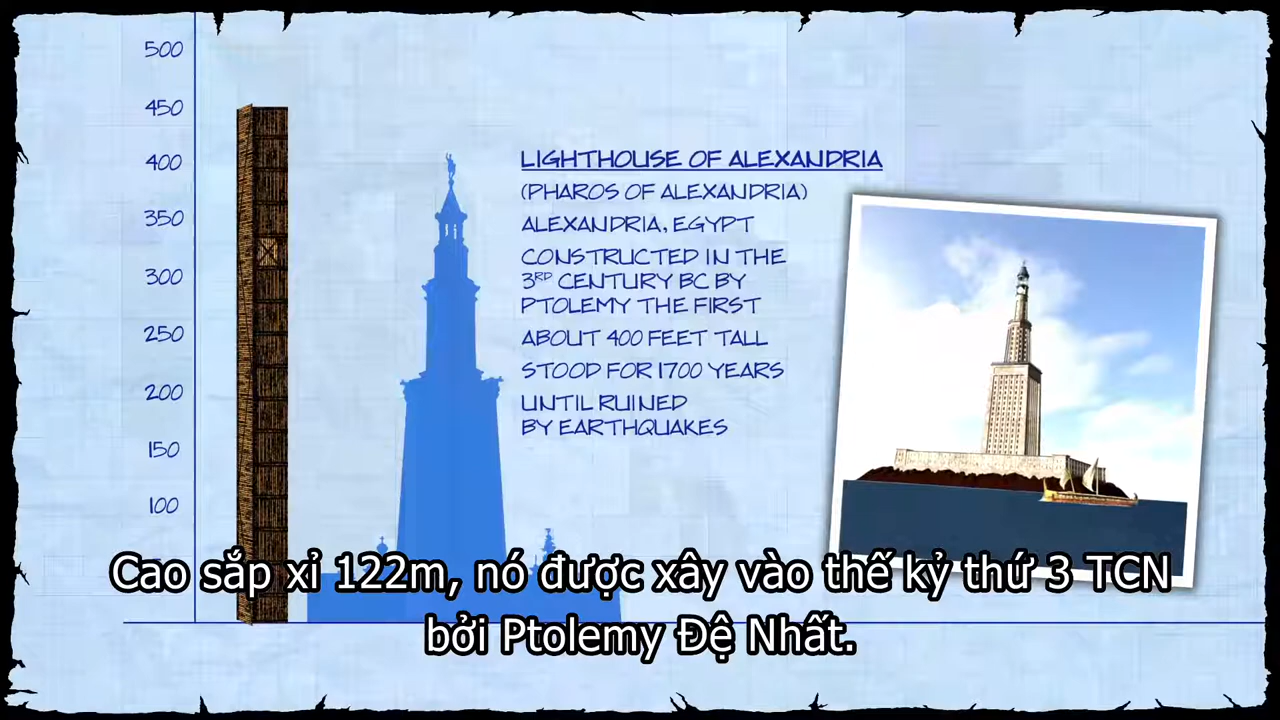 500
450
400
350
300
250
200
150
100
LIGHTHOUSE OF ALEXANDRIA
(PHAROS OF ALEXANDRIA)
ALEXANDRIA, EGYPT
CONSTRUCTED IN THE
3RD CENTURY BC BY
PTOLEMY THE FIRST
ABOUT 400 FEET TALL
STOOD FOR 1700 YEARS
UNTIL RUINED
BY EARTHQUAKES
Cao sắp xỉ 122m, nó được xây vào thế kỷ thứ 3 TCN
bởi Ptolemy Đệ Nhất.